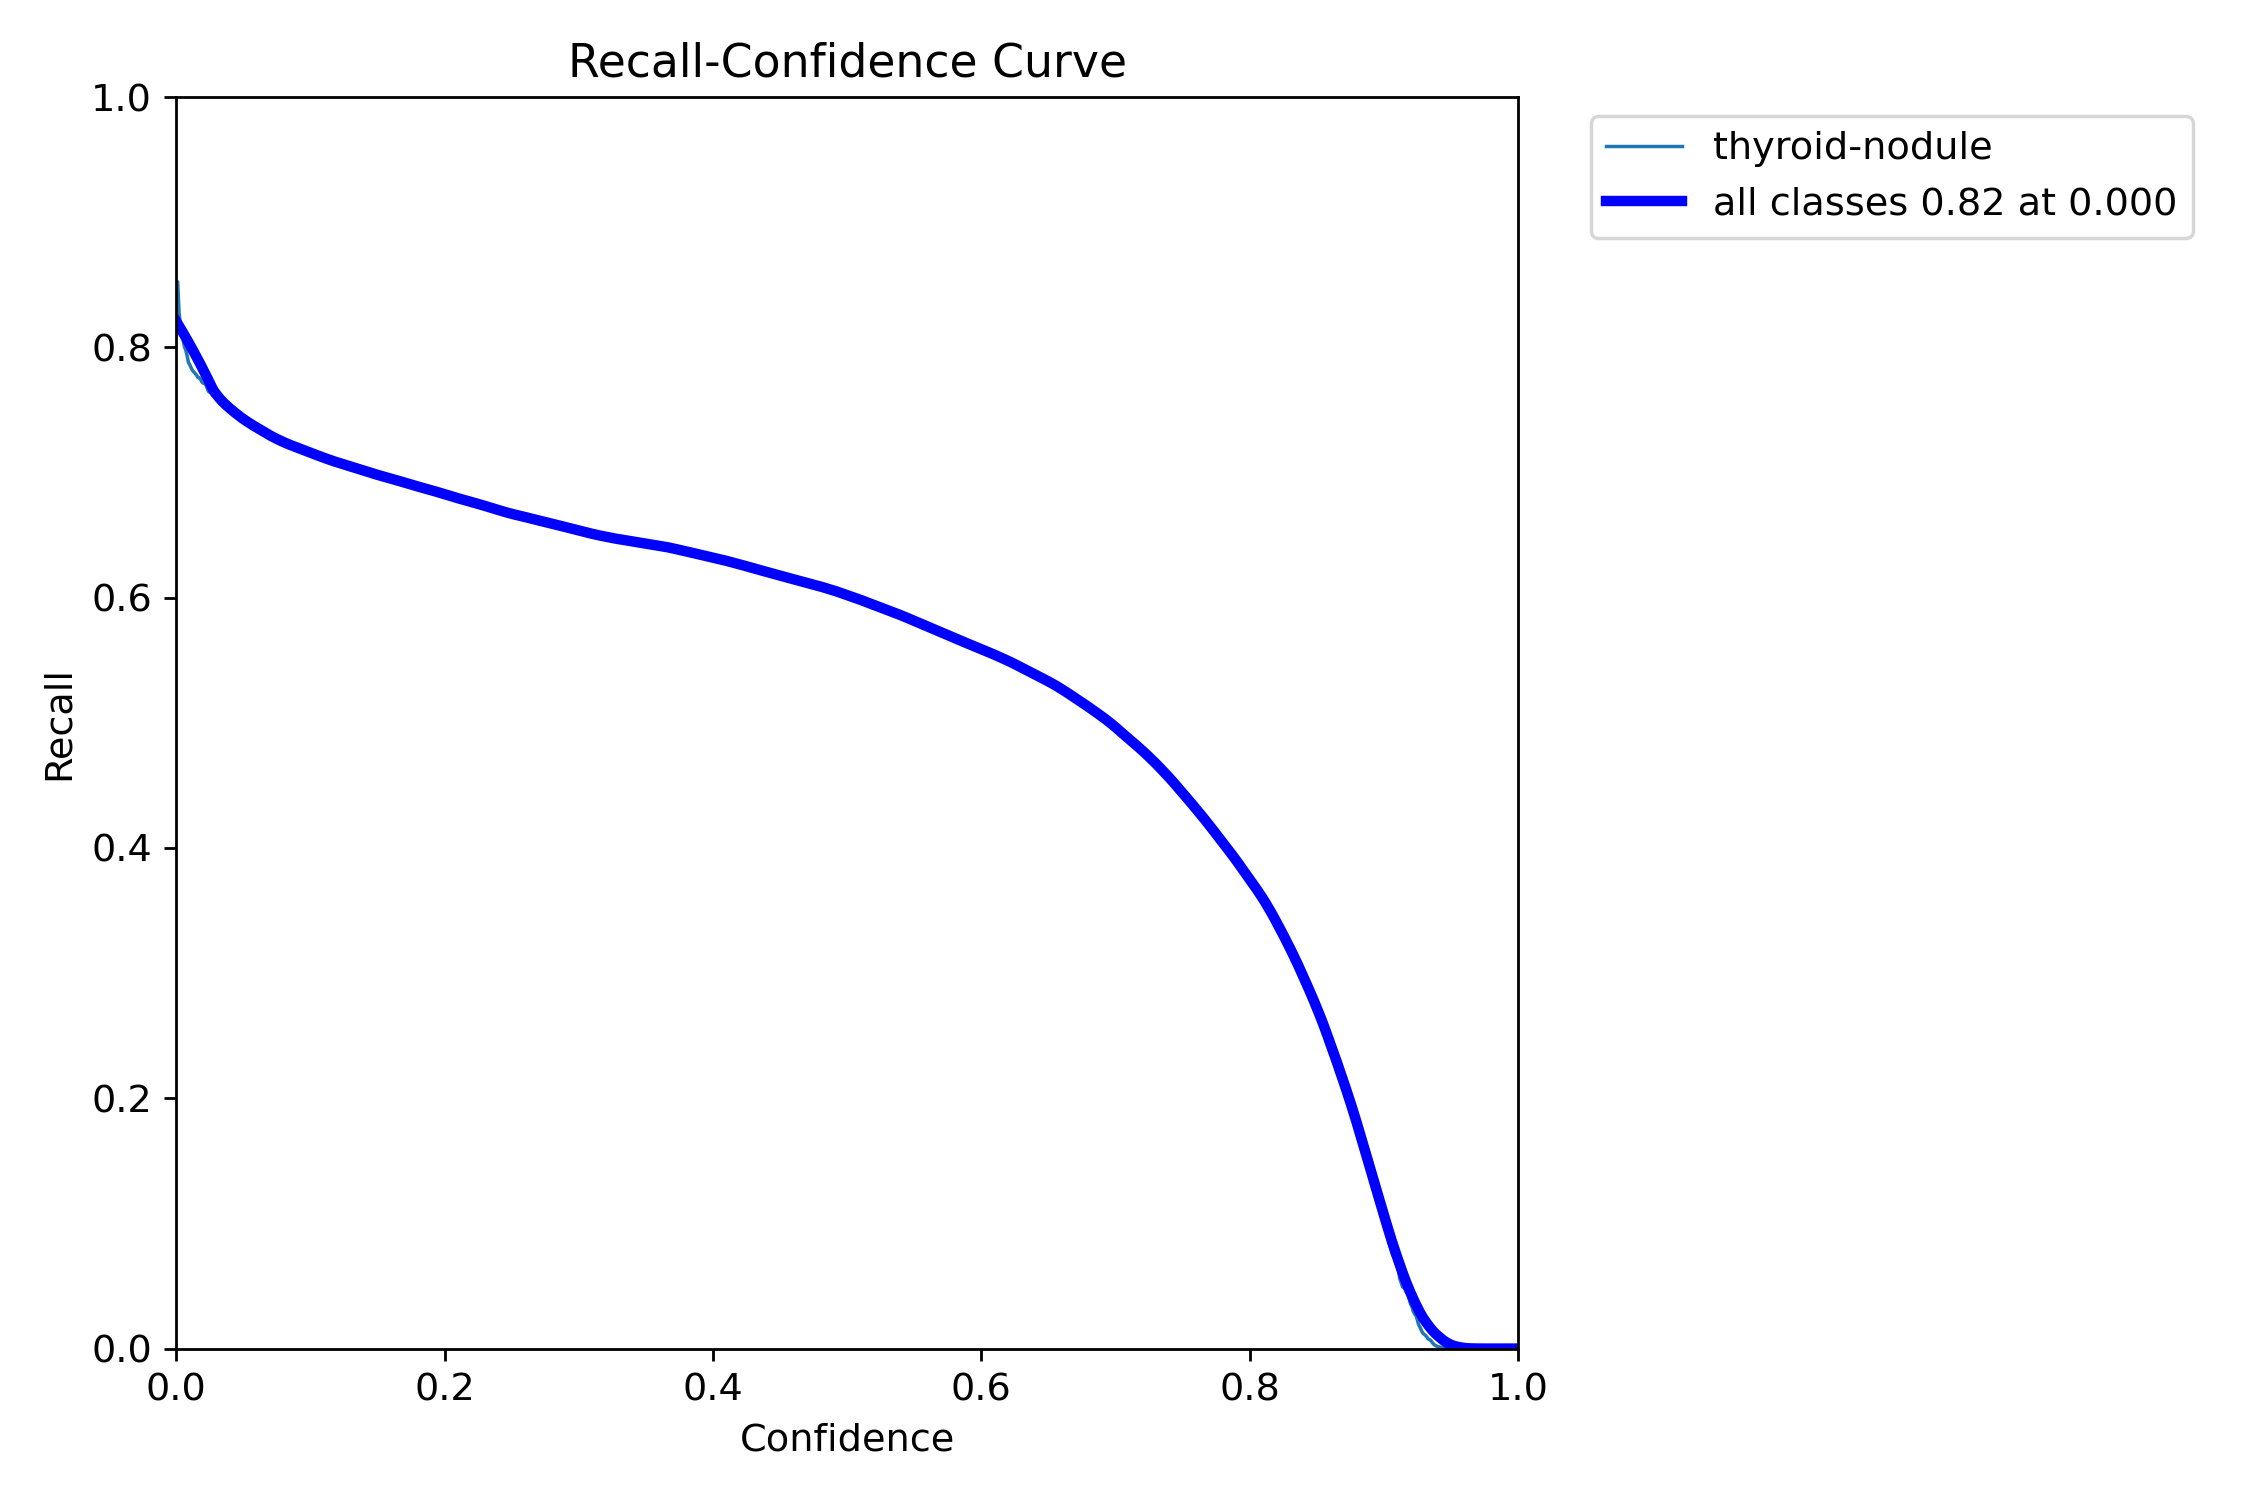 Recall-Confidence Curve
1.0
0.8
0.6
0.4
0.2
0.0
Recall
0.0 0.2 0.4 0.6 0.8 1.0
Confidence
thyroid-nodule
all classes 0.82 at 0.000